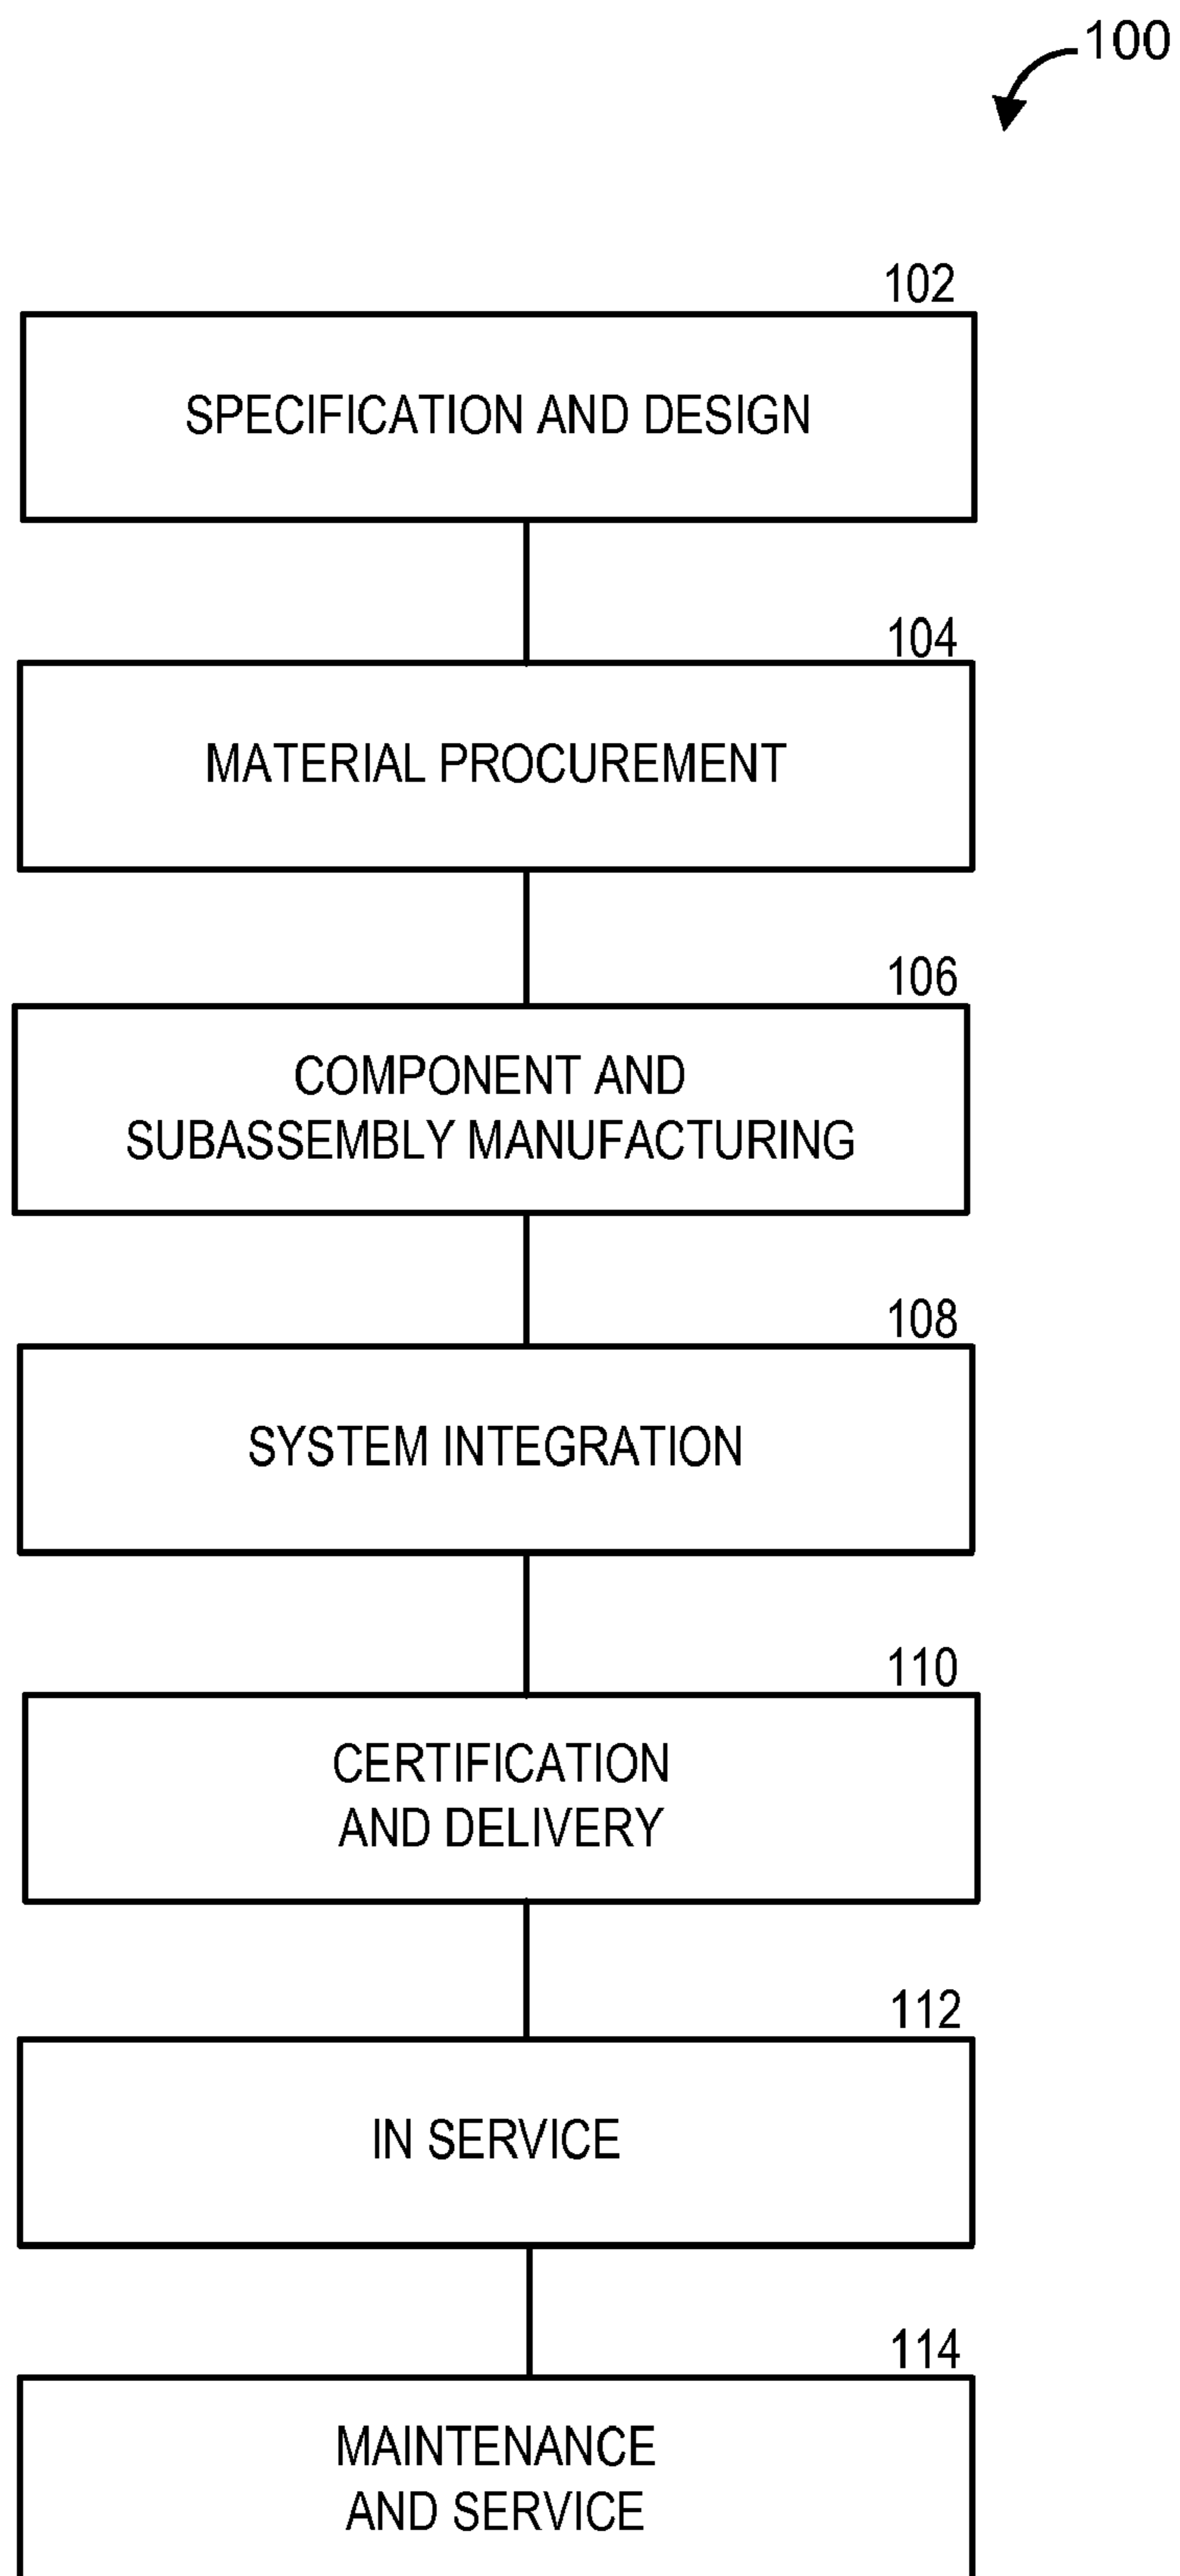 100
102
SPECIFICATION AND DESIGN
104
MATERIAL PROCUREMENT
106
COMPONENT AND
SUBASSEMBLY MANUFACTURING
108
SYSTEM INTEGRATION
110
CERTIFICATION
AND DELIVERY
112
IN SERVICE
114
MAINTENANCE
AND SERVICE